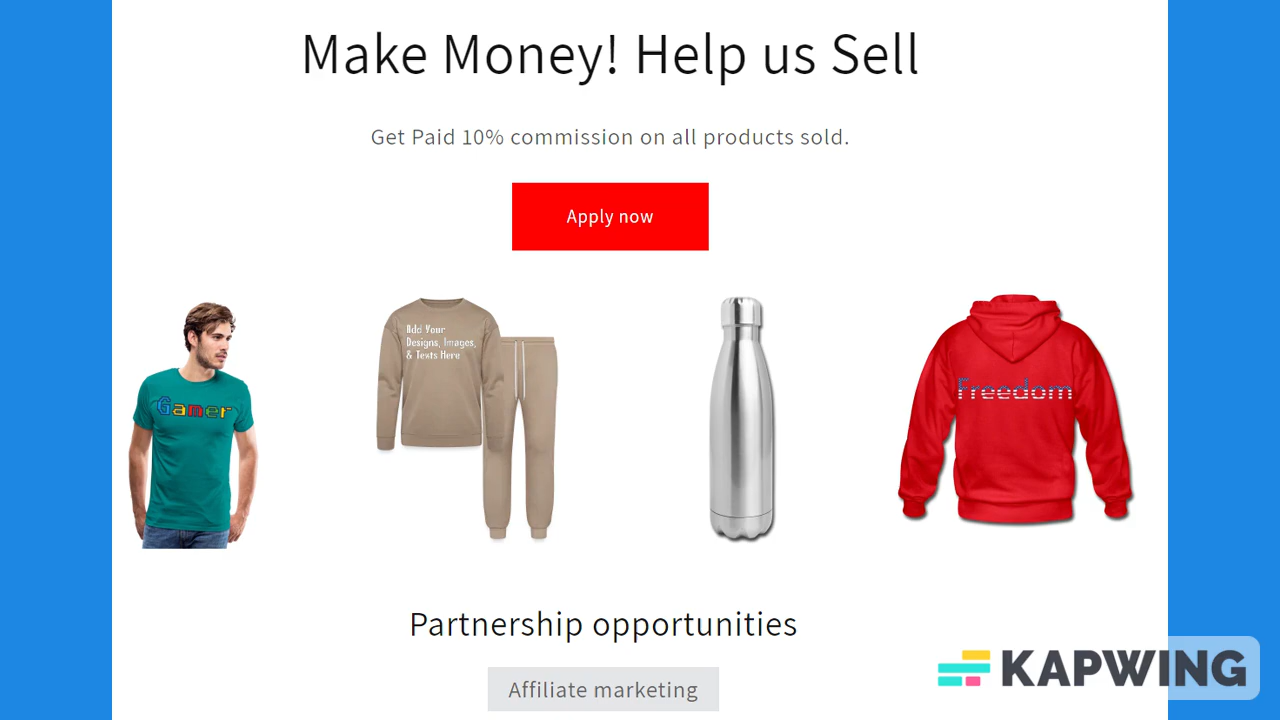 Make Money! Help us Sell
Get Paid 10% commission on all products sold.
Apply now
Gamer
Add Your
Designs, Images,
& Texts Here
Freedom
Partnership opportunities
Affiliate marketing
KAPWING